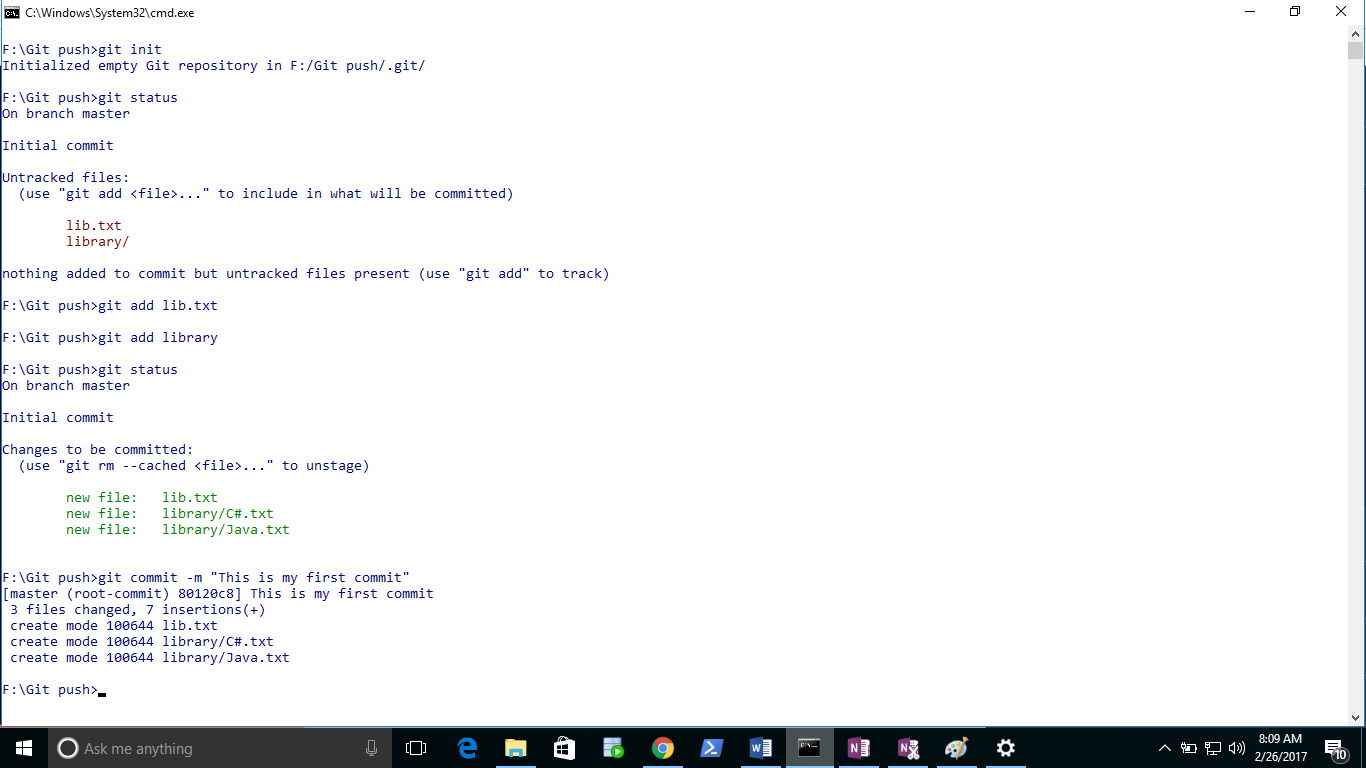 C:\Windows\System32\cmd.exe
F:\Git push>git init
Initialized empty Git repository in F:/Git push/.git/
F:\Git push>git status
On branch master
Initial commit
Untracked files:
  (use "git add <file>..." to include in what will be committed)
        lib.txt
        library/
nothing added to commit but untracked files present (use "git add" to track)
F:\Git push>git add lib.txt
F:\Git push>git add library
F:\Git push>git status
On branch master
Initial commit
Changes to be committed:
  (use "git rm --cached <file>..." to unstage)
        new file:   lib.txt
        new file:   library/C#.txt
        new file:   library/Java.txt
F:\Git push>git commit -m "This is my first commit"
[master (root-commit) 80120c8] This is my first commit
 3 files changed, 7 insertions(+)
 create mode 100644 lib.txt
 create mode 100644 library/C#.txt
 create mode 100644 library/Java.txt
F:\Git push>
Ask me anything
8:09 AM
2/26/2017
10